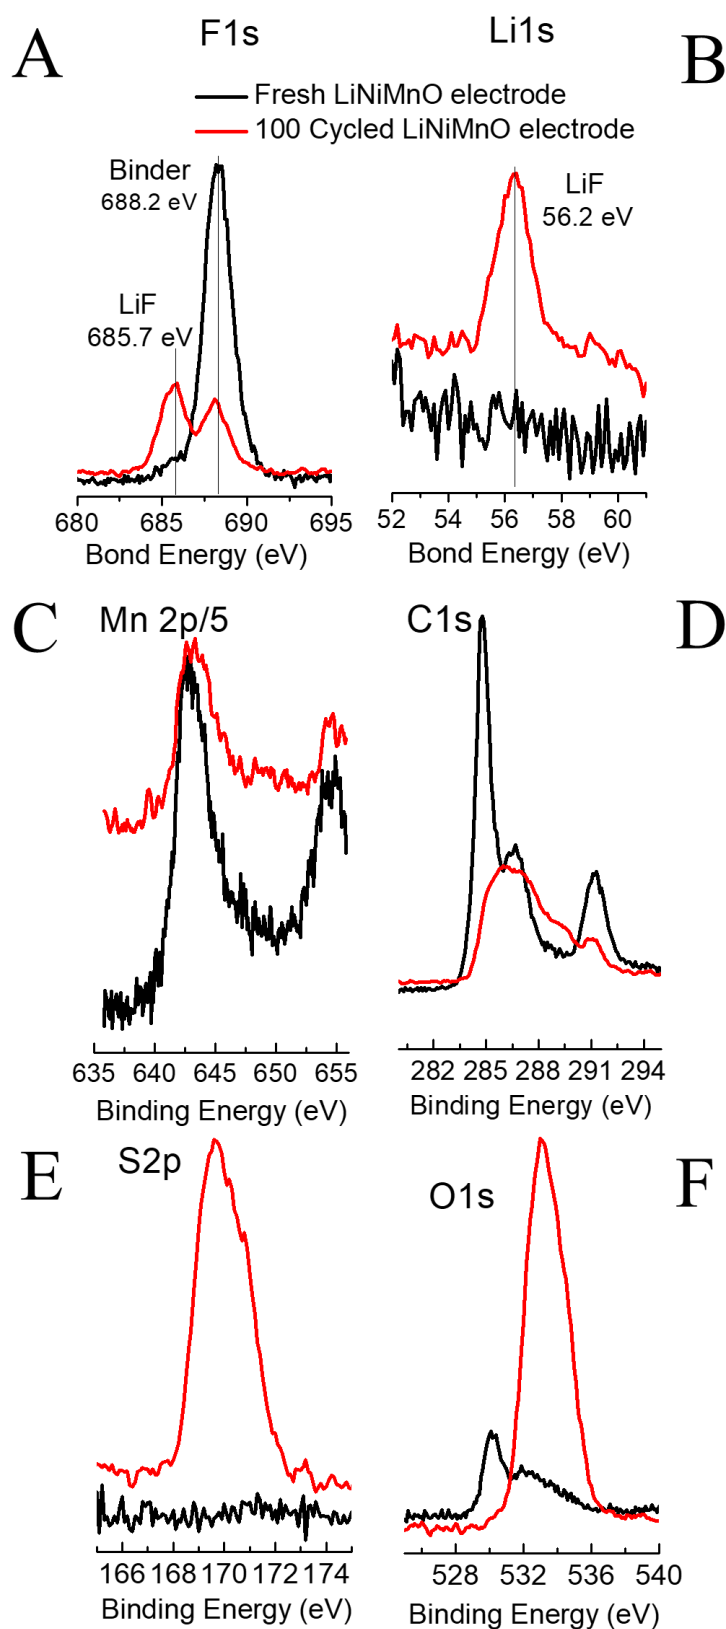 A
F1s
Li1s
B
Fresh LiNiMnO electrode
100 Cycled LiNiMnO electrode
Binder
688.2 eV
LiF
685.7 eV
LiF
56.2 eV
680 685 690 695
Bond Energy (eV)
52 54 56 58 60
Bond Energy (eV)
C
Mn 2p/5
C1s
D
635 640 645 650 655
Binding Energy (eV)
282 285 288 291 294
Binding Energy (eV)
E
S2p
O1s
F
166 168 170 172 174
Binding Energy (eV)
528 532 536 540
Binding Energy (eV)